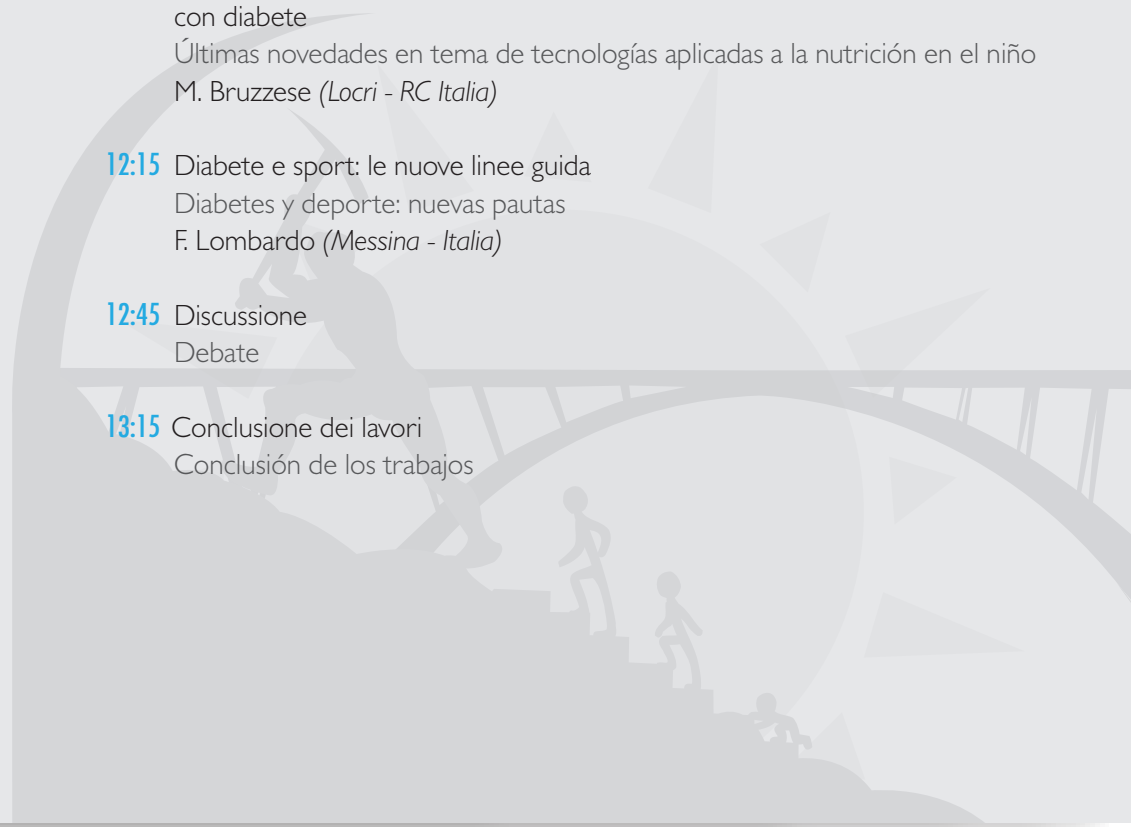 con diabete
Últimas novedades en tema de tecnologías aplicadas a la nutrición en el niño
M. Bruzzese (Locri - RC Italia)
12:15 Diabete e sport: le nuove linee guida
Diabetes y deporte: nuevas pautas
F. Lombardo (Messina - Italia)
12:45 Discussione
Debate
13:15 Conclusione dei lavori
Conclusión de los trabajos